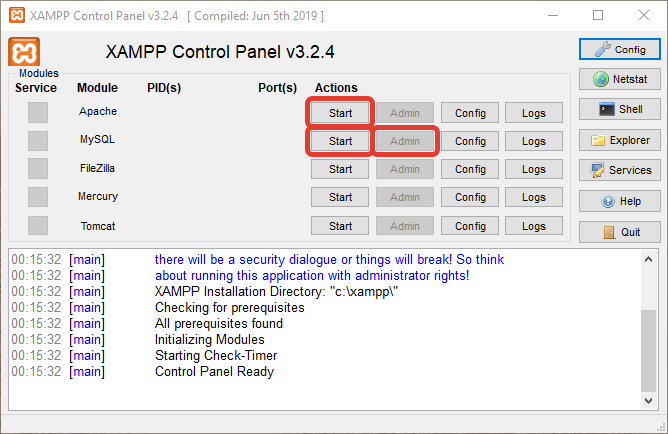 XAMPP Control Panel v3.2.4 [ Compiled: Jun 5th 2019 ]
XAMPP Control Panel v3.2.4
Config
Modules
Service Module PID(s) Port(s) Actions
Netstat
Apache Start Admin Config Logs
Shell
MySQL Start Admin Config Logs
Explorer
FileZilla Start Admin Config Logs
Services
Mercury Start Admin Config Logs
Help
Tomcat Start Admin Config Logs
Quit
00:15:32 [main] there will be a security dialogue or things will break! So think
00:15:32 [main] about running this application with administrator rights!
00:15:32 [main] XAMPP Installation Directory: "c:\xampp\"
00:15:32 [main] Checking for prerequisites
00:15:32 [main] All prerequisites found
00:15:32 [main] Initializing Modules
00:15:32 [main] Starting Check-Timer
00:15:32 [main] Control Panel Ready